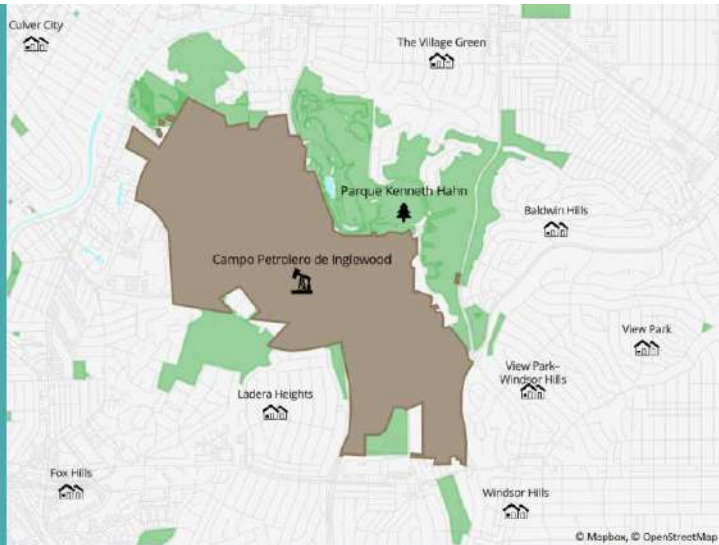 Culver City
The Village Green
Parque Kenneth Hahn
Baldwin Hills
Campo Petrolero de Inglewood
View Park
View Park-
Windsor Hills
Ladera Heights
Fox Hills
Windsor Hills
© Mapbox, © OpenStreetMap